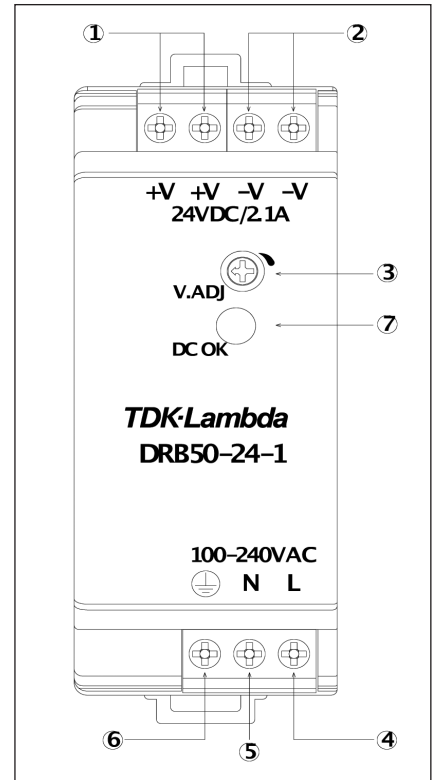 ① ②
+V +V −V −V
24VDC/2.1A
③
V.ADJ
⑦
DC OK
TDK·Lambda
DRB50−24−1
100−240VAC
N L
⑥ ⑤ ④